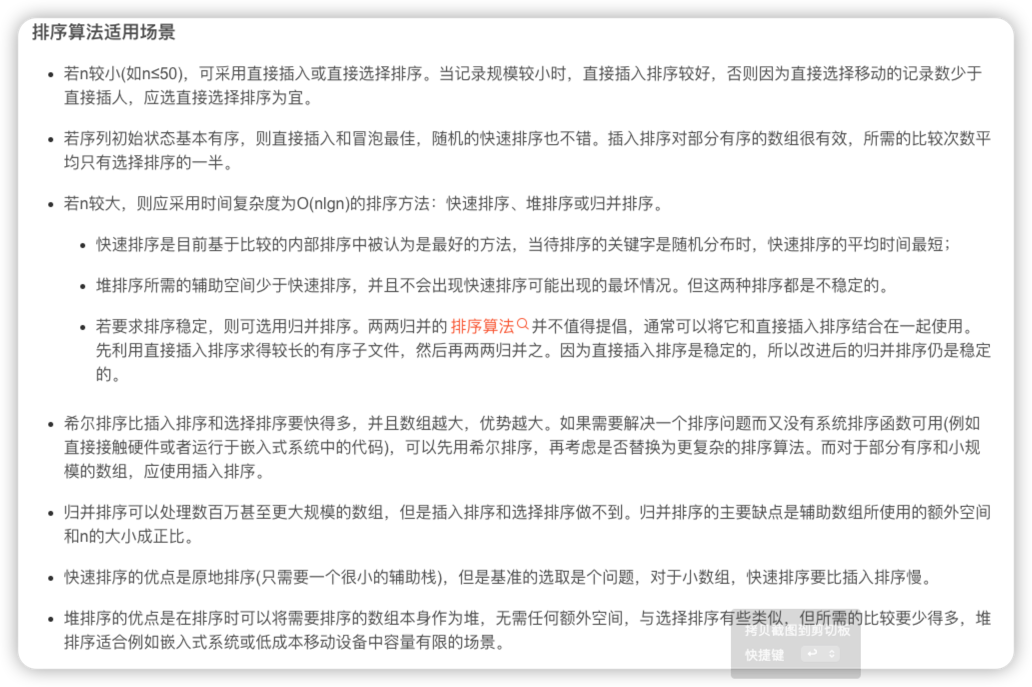 排序算法适用场景
若n较小(如n≤50)，可采用直接插入或直接选择排序。当记录规模较小时，直接插入排序较好，否则因为直接选择移动的记录数少于
直接插人，应选直接选择排序为宜。
若序列初始状态基本有序，则直接插入和冒泡最佳，随机的快速排序也不错。插入排序对部分有序的数组很有效，所需的比较次数平
均只有选择排序的一半。
若n较大，则应采用时间复杂度为O(nlgn)的排序方法：快速排序、堆排序或归并排序。
快速排序是目前基于比较的内部排序中被认为是最好的方法，当待排序的关键字是随机分布时，快速排序的平均时间最短；
堆排序所需的辅助空间少于快速排序，并且不会出现快速排序可能出现的最坏情况。但这两种排序都是不稳定的。
若要求排序稳定，则可选用归并排序。两两归并的 排序算法 并不值得提倡，通常可以将它和直接插入排序结合在一起使用。
先利用直接插入排序求得较长的有序子文件，然后再两两归并之。因为直接插入排序是稳定的，所以改进后的归并排序仍是稳定
的。
希尔排序比插入排序和选择排序要快得多，并且数组越大，优势越大。如果需要解决一个排序问题而又没有系统排序函数可用(例如
直接接触硬件或者运行于嵌入式系统中的代码)，可以先用希尔排序，再考虑是否替换为更复杂的排序算法。而对于部分有序和小规
模的数组，应使用插入排序。
归并排序可以处理数百万甚至更大规模的数组，但是插入排序和选择排序做不到。归并排序的主要缺点是辅助数组所使用的额外空间
和n的大小成正比。
快速排序的优点是原地排序(只需要一个很小的辅助栈)，但是基准的选取是个问题，对于小数组，快速排序要比插入排序慢。
堆排序的优点是在排序时可以将需要排序的数组本身作为堆，无需任何额外空间，与选择排序有些类似，但所需的比较要少得多，堆
排序适合例如嵌入式系统或低成本移动设备中容量有限的场景。
拷贝截图到剪切板
快捷键